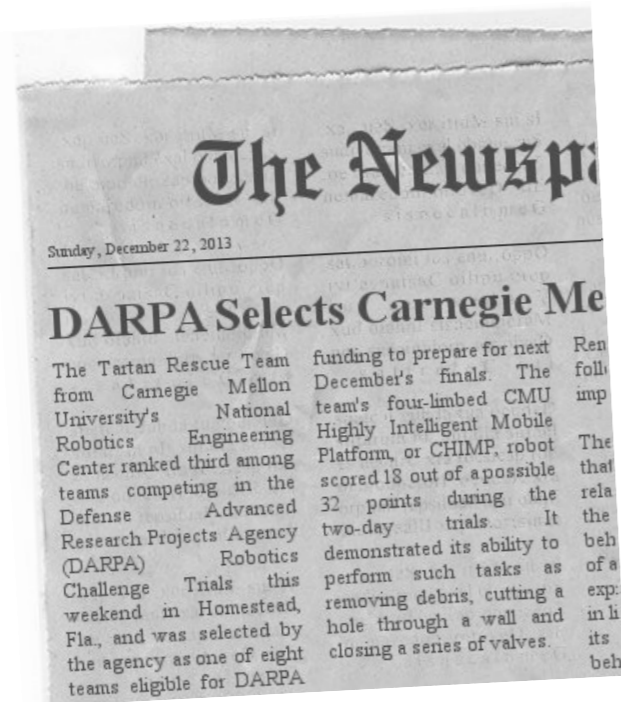 The Newspa
Sunday, December 22, 2013
DARPA Selects Carnegie Me
The Tartan Rescue Team
from Carnegie Mellon
University's National
Robotics Engineering
Center ranked third among
teams competing in the
Defense Advanced
Research Projects Agency
(DARPA) Robotics
Challenge Trials this
weekend in Homestead,
Fla., and was selected by
the agency as one of eight
teams eligible for DARPA
funding to prepare for next
December's finals. The
team's four-limbed CMU
Highly Intelligent Mobile
Platform, or CHIMP, robot
scored 18 out of a possible
32 points during the
two-day trials. It
demonstrated its ability to
perform such tasks as
removing debris, cutting a
hole through a wall and
closing a series of valves.
Ren
foll
imp
The
that
rela
the
beh
of a
exp
in li
its
beh